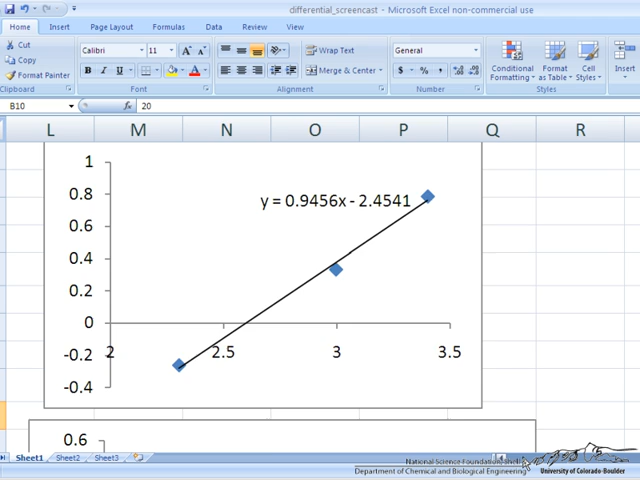 differential_screencast - Microsoft Excel non-commercial use
Home Insert Page Layout Formulas Data Review View
Cut
Copy
Format Painter
Clipboard
Calibri 11
B I U
Font
Wrap Text
Merge & Center
Alignment
General
$ % ,
Number
Conditional Formatting
Format as Table
Cell Styles
Styles
Insert
B10 fx 20
L M N O P Q R
1
y = 0.9456x - 2.4541
0.8
0.6
0.4
0.2
0
-0.2 2 2.5 3 3.5
-0.4
0.6
Sheet1 Sheet2 Sheet3
National Science Foundation, Shell
Department of Chemical and Biological Engineering
University of Colorado-Boulder